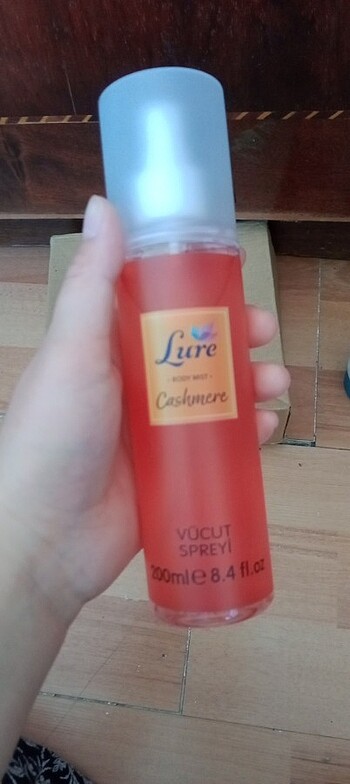 Lure
- BODY MIST -
Cashmere
VÜCUT
SPREYİ
200ml e 8.4 fl.oz